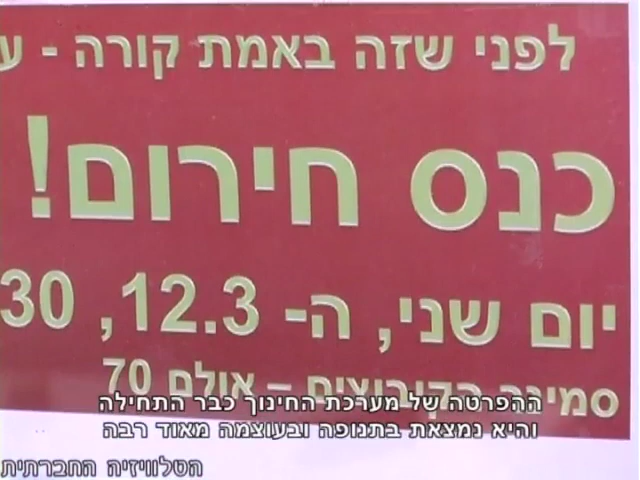 לפני שזה באמת קורה - ע
כנס חירום!
יום שני, ה- 12.3, 30
סמינר הקיבוצים – אולם 70
ההפרטה של מערכת החינוך כבר התחילה
והיא נמצאת בתנופה ובעוצמה מאוד רבה
הטלוויזיה החברתית